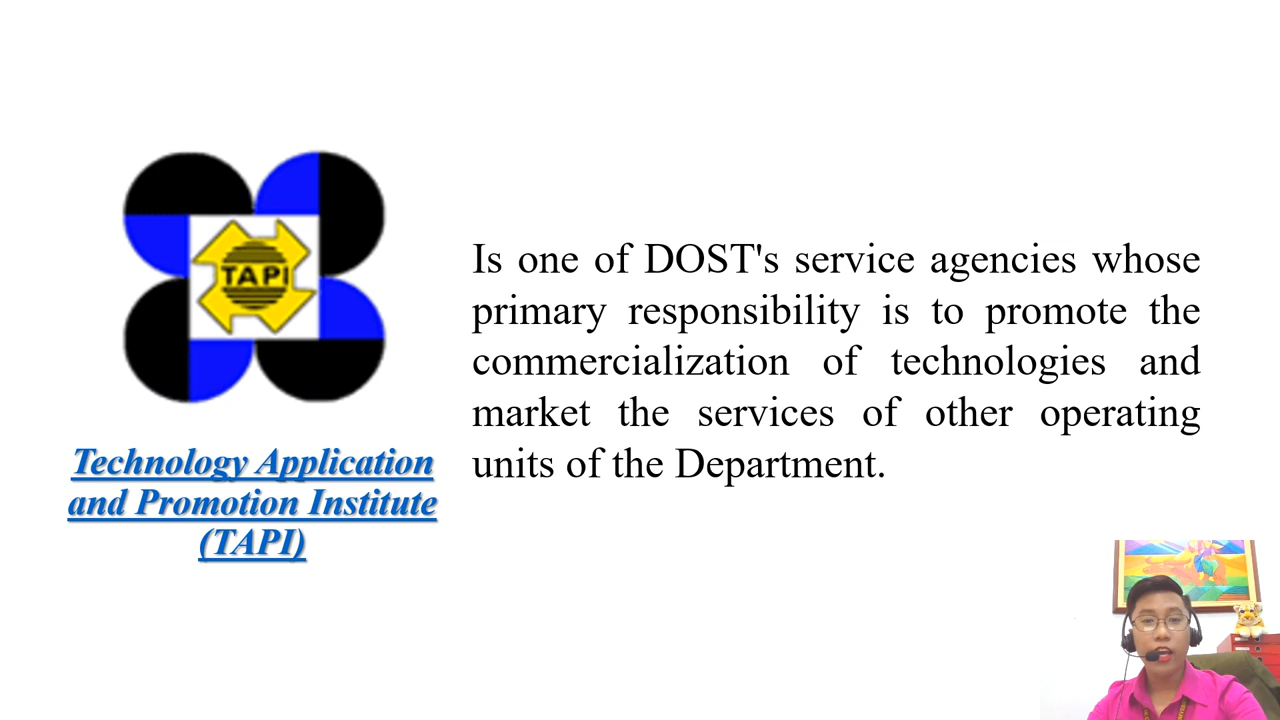 TAPI
Technology Application
and Promotion Institute
(TAPI)
Is one of DOST's service agencies whose
primary responsibility is to promote the
commercialization of technologies and
market the services of other operating
units of the Department.